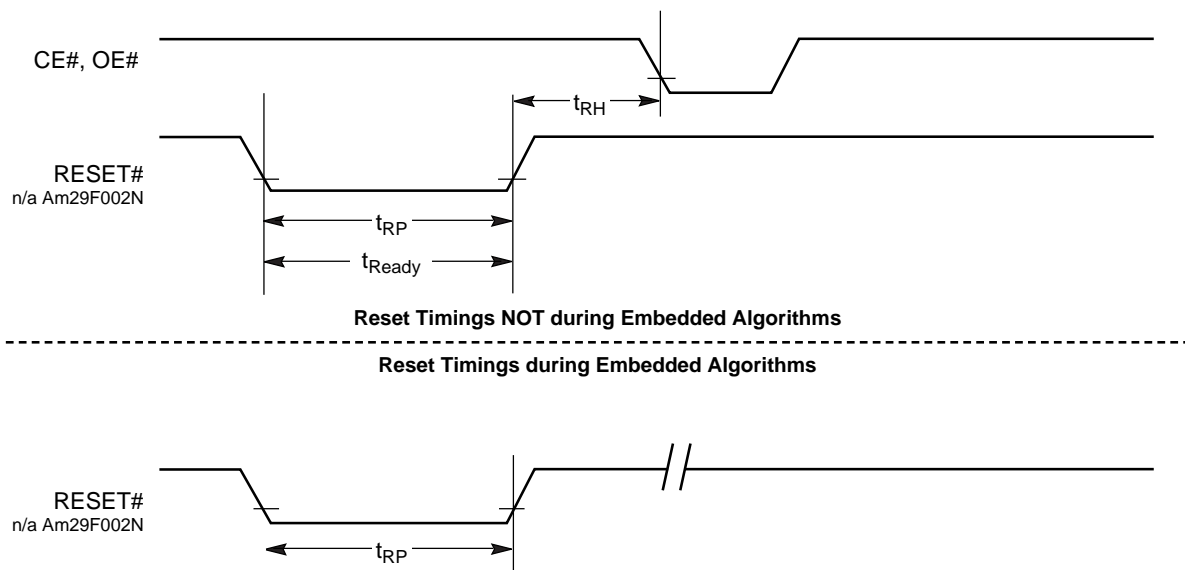 CE#, OE#
tRH
RESET#
n/a Am29F002N
tRP
tReady
Reset Timings NOT during Embedded Algorithms
Reset Timings during Embedded Algorithms
RESET#
n/a Am29F002N
tRP